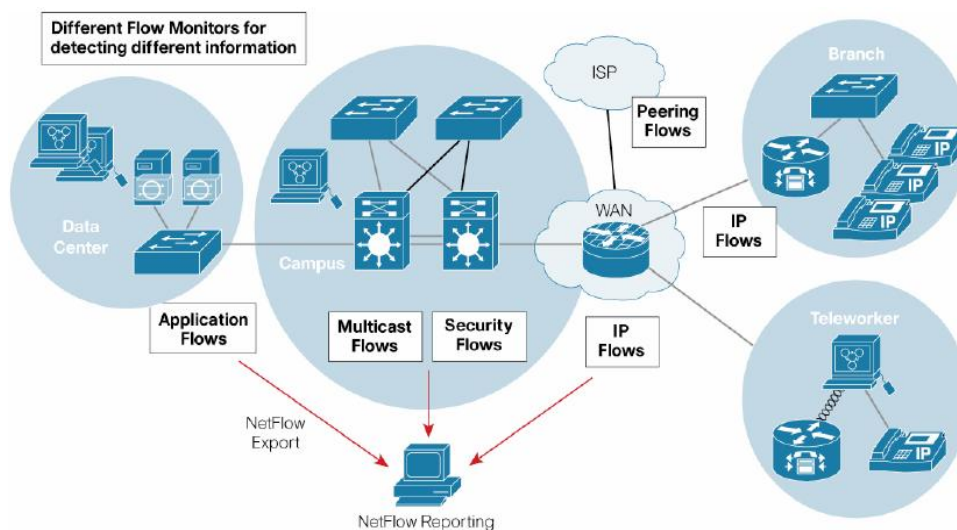 Different Flow Monitors for
detecting different information
ISP
Branch
Peering
Flows
IP
IP
IP
Data
Center
Campus
WAN
IP
Flows
Application
Flows
Multicast
Flows
Security
Flows
IP
Flows
Teleworker
IP
NetFlow
Export
NetFlow Reporting